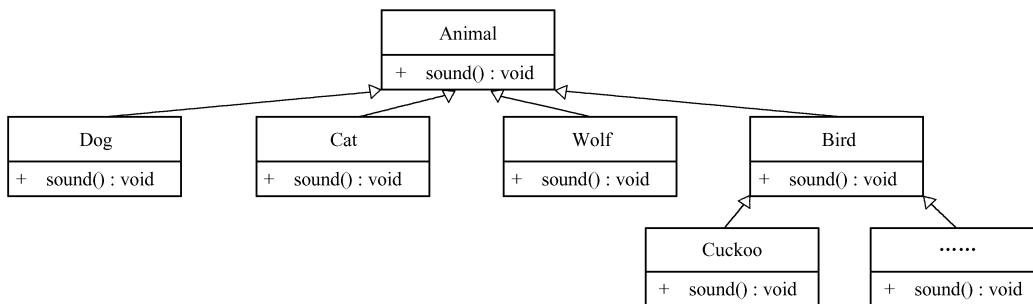 Animal
+ sound() : void
Dog
+ sound() : void
Cat
+ sound() : void
Wolf
+ sound() : void
Bird
+ sound() : void
Cuckoo
+ sound() : void
……
+ sound() : void